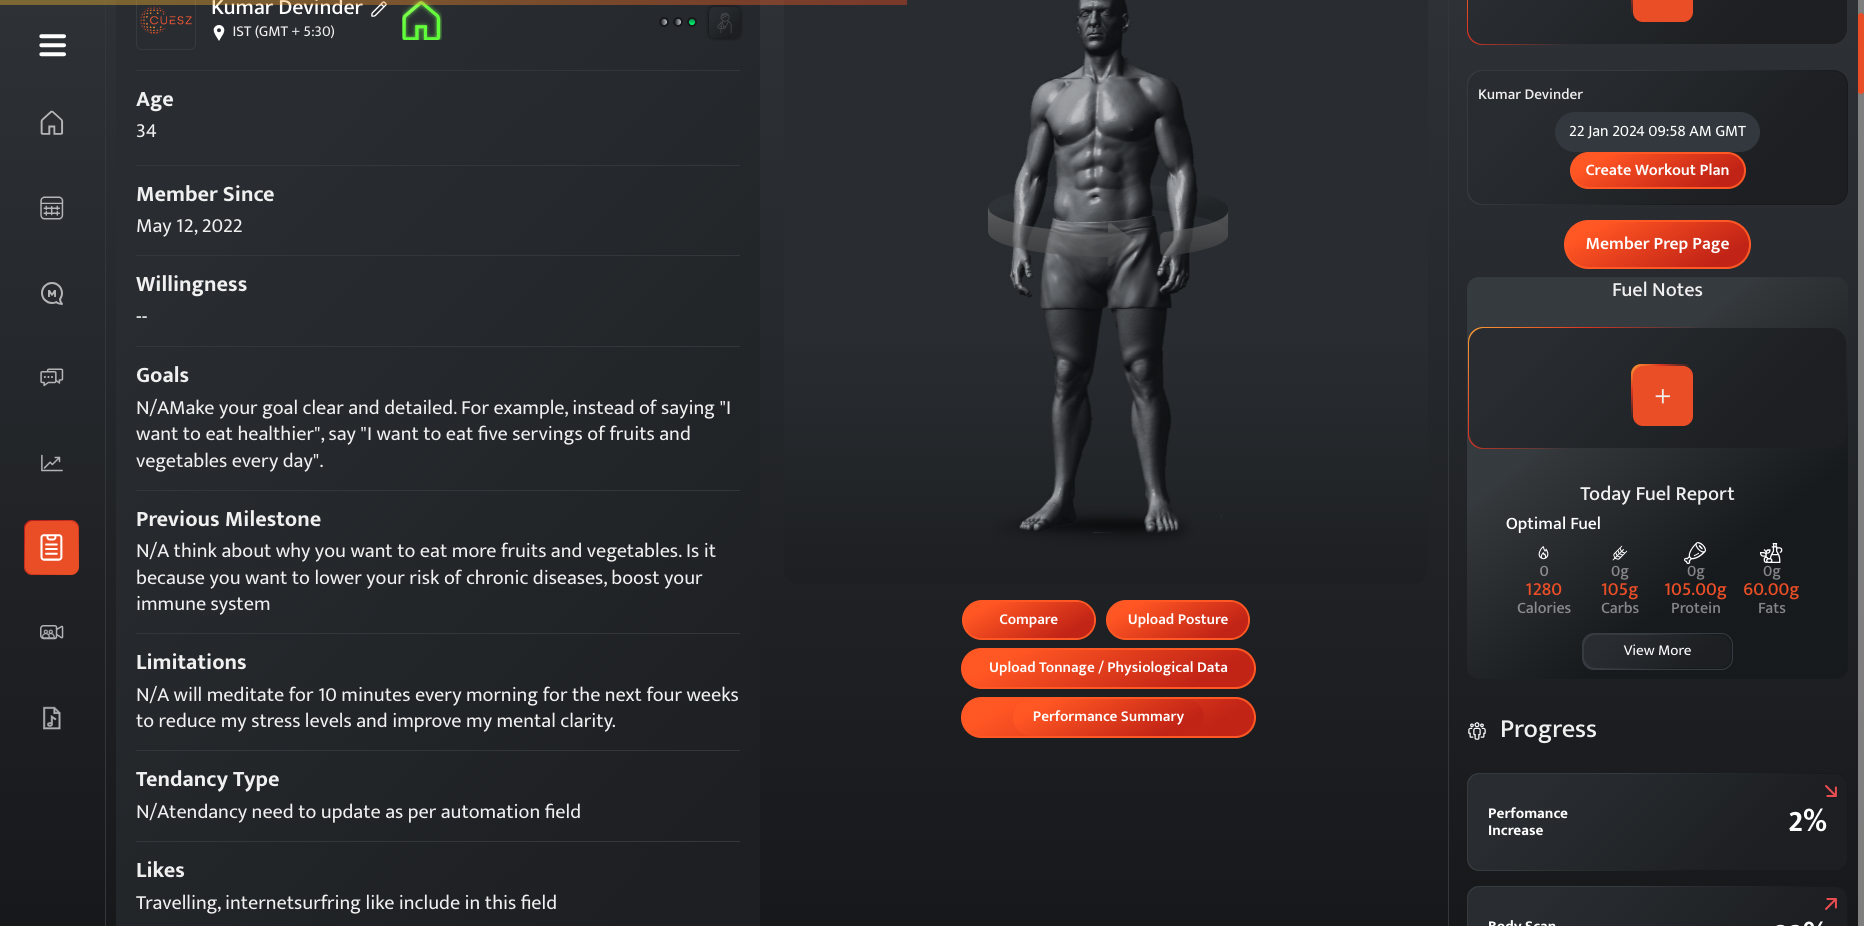 CUESZ
Kumar Devinder
IST (GMT + 5:30)
Age
34
Member Since
May 12, 2022
Willingness
--
Goals
N/AMake your goal clear and detailed. For example, instead of saying "I
want to eat healthier", say "I want to eat five servings of fruits and
vegetables every day".
Previous Milestone
N/A think about why you want to eat more fruits and vegetables. Is it
because you want to lower your risk of chronic diseases, boost your
immune system
Limitations
N/A will meditate for 10 minutes every morning for the next four weeks
to reduce my stress levels and improve my mental clarity.
Tendancy Type
N/Atendancy need to update as per automation field
Likes
Travelling, internetsurfring like include in this field
Compare
Upload Posture
Upload Tonnage / Physiological Data
Performance Summary
Kumar Devinder
22 Jan 2024 09:58 AM GMT
Create Workout Plan
Member Prep Page
Fuel Notes
+
Today Fuel Report
Optimal Fuel
0 0g 0g 0g
1280 105g 105.00g 60.00g
Calories Carbs Protein Fats
View More
Progress
Perfomance
Increase
2%
Body Scan